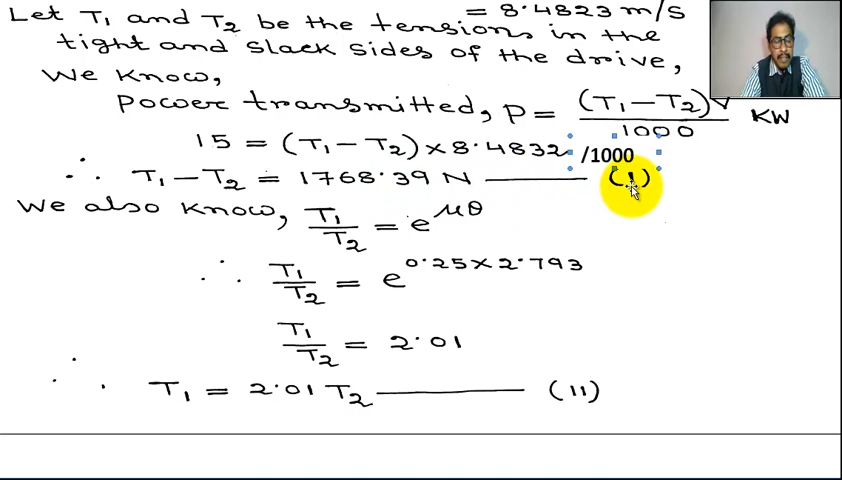 = 8.4823 m/s
Let T₁ and T₂ be the tensions in the
tight and slack sides of the drive,
We know,
Power transmitted, P = (T₁ - T₂)V / 1000 KW
15 = (T₁ - T₂) × 8.4832 /1000
∴ T₁ - T₂ = 1768.39 N ——— (1)
We also know, T₁/T₂ = e^μθ
∴ T₁/T₂ = e^0.25×2.793
T₁/T₂ = 2.01
∴ T₁ = 2.01 T₂ ——— (11)